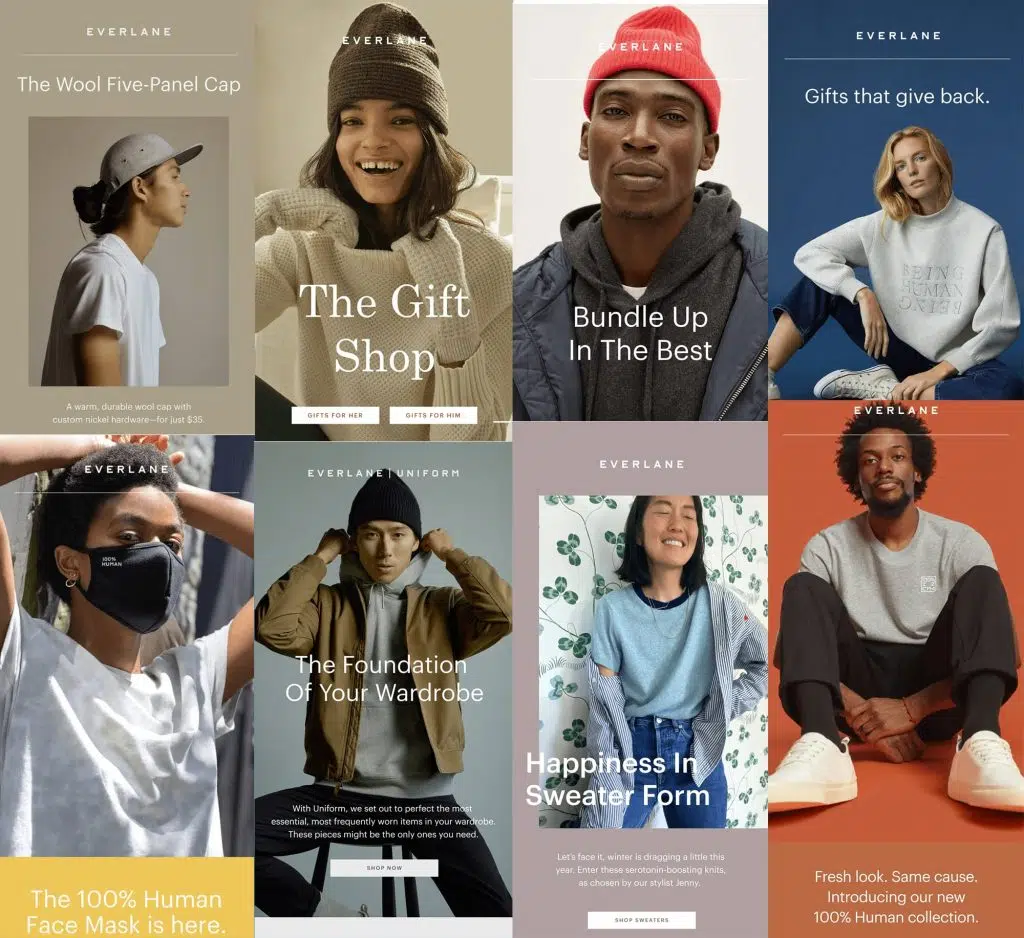 EVERLANE
The Wool Five-Panel Cap
A warm, durable wool cap with
custom nickel hardware—for just $35.
EVERLANE
The Gift
Shop
GIFTS FOR HER
GIFTS FOR HIM
EVERLANE
Bundle Up
In The Best
EVERLANE
Gifts that give back.
BEING
HUMAN
BEING
EVERLANE
100%
HUMAN
The 100% Human
Face Mask is here.
EVERLANE | UNIFORM
The Foundation
Of Your Wardrobe
With Uniform, we set out to perfect the most
essential, most frequently worn items in your wardrobe.
These pieces might be the only ones you need.
SHOP NOW
EVERLANE
Happiness In
Sweater Form
Let's face it, winter is dragging a little this
year. Enter these serotonin-boosting knits,
as chosen by our stylist Jenny.
SHOP SWEATERS
EVERLANE
Fresh look. Same cause.
Introducing our new
100% Human collection.